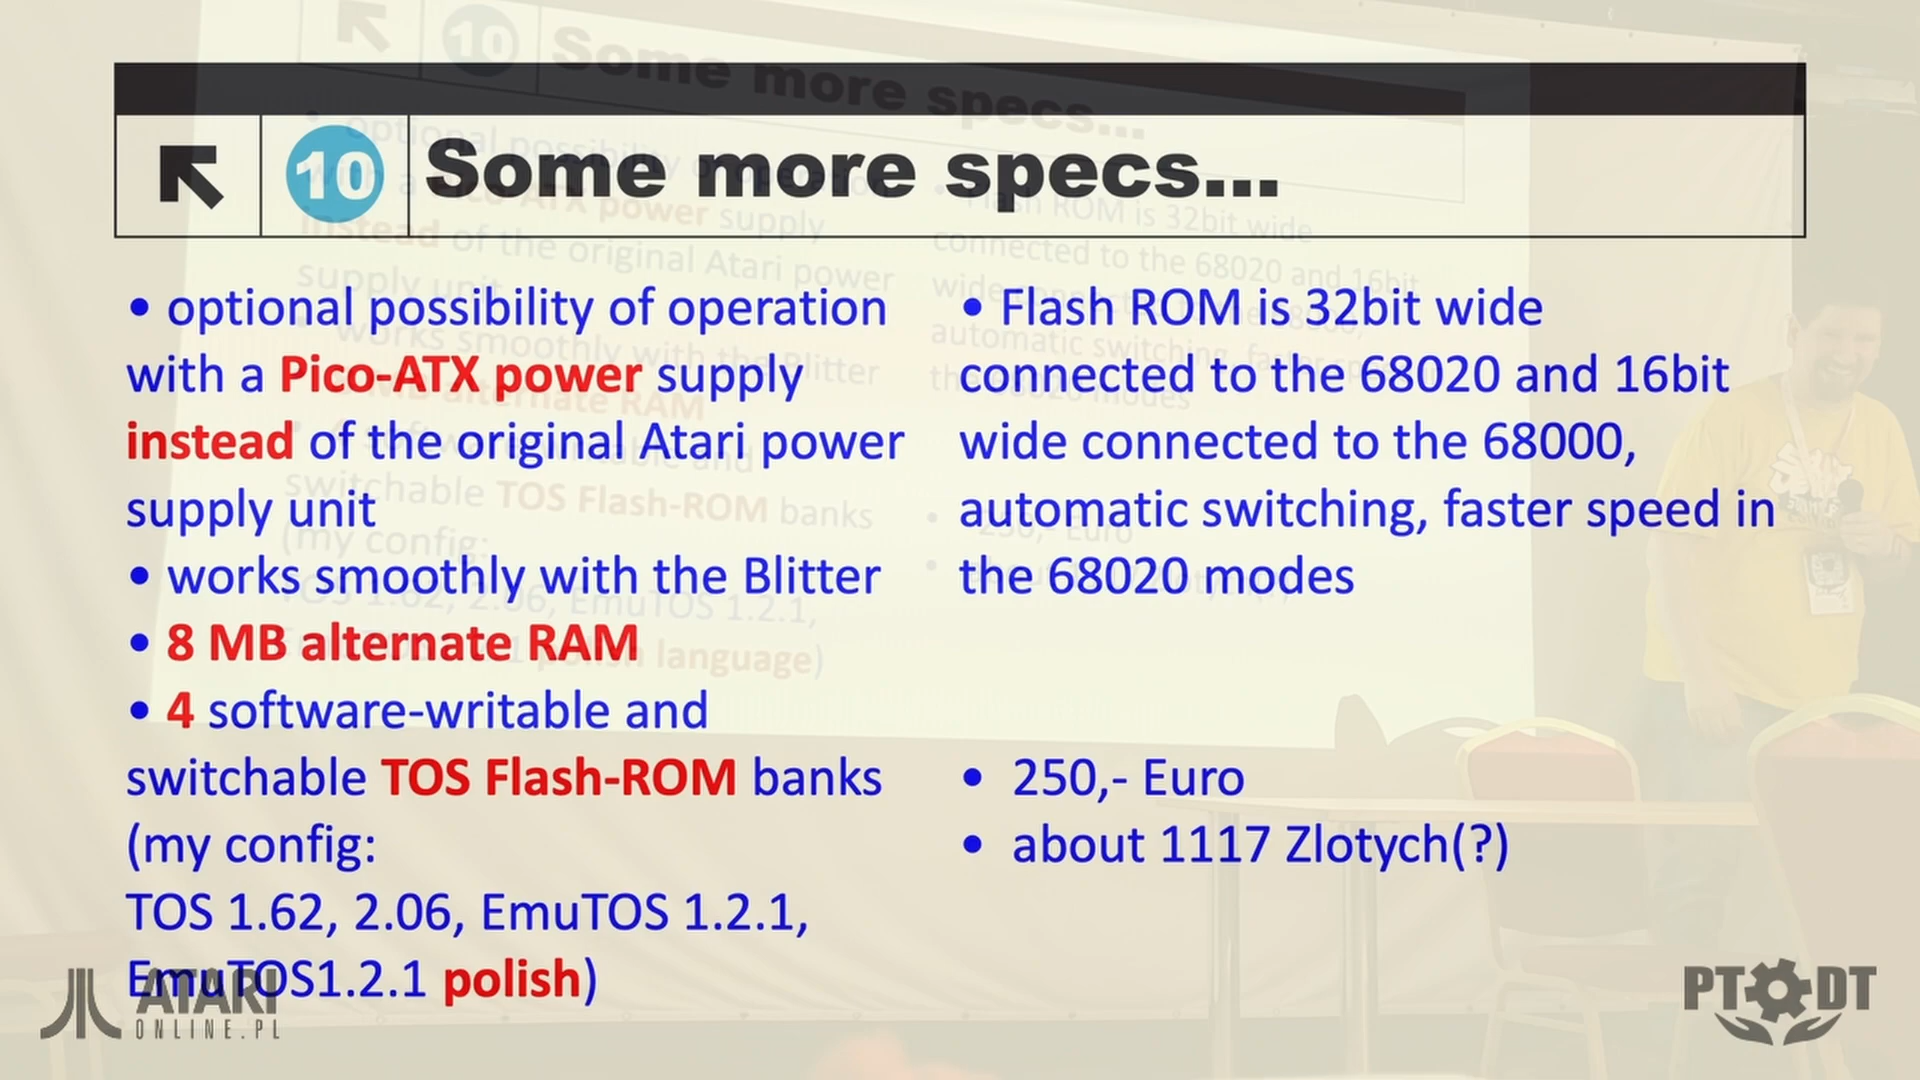 10 Some more specs...
• optional possibility of operation
with a Pico-ATX power supply
instead of the original Atari power
supply unit
• works smoothly with the Blitter
• 8 MB alternate RAM
• 4 software-writable and
switchable TOS Flash-ROM banks
(my config:
TOS 1.62, 2.06, EmuTOS 1.2.1,
EmuTOS1.2.1 polish)
• Flash ROM is 32bit wide
connected to the 68020 and 16bit
wide connected to the 68000,
automatic switching, faster speed in
the 68020 modes
• 250,- Euro
• about 1117 Zlotych(?)
ATARI
ONLINE.PL
PTODT